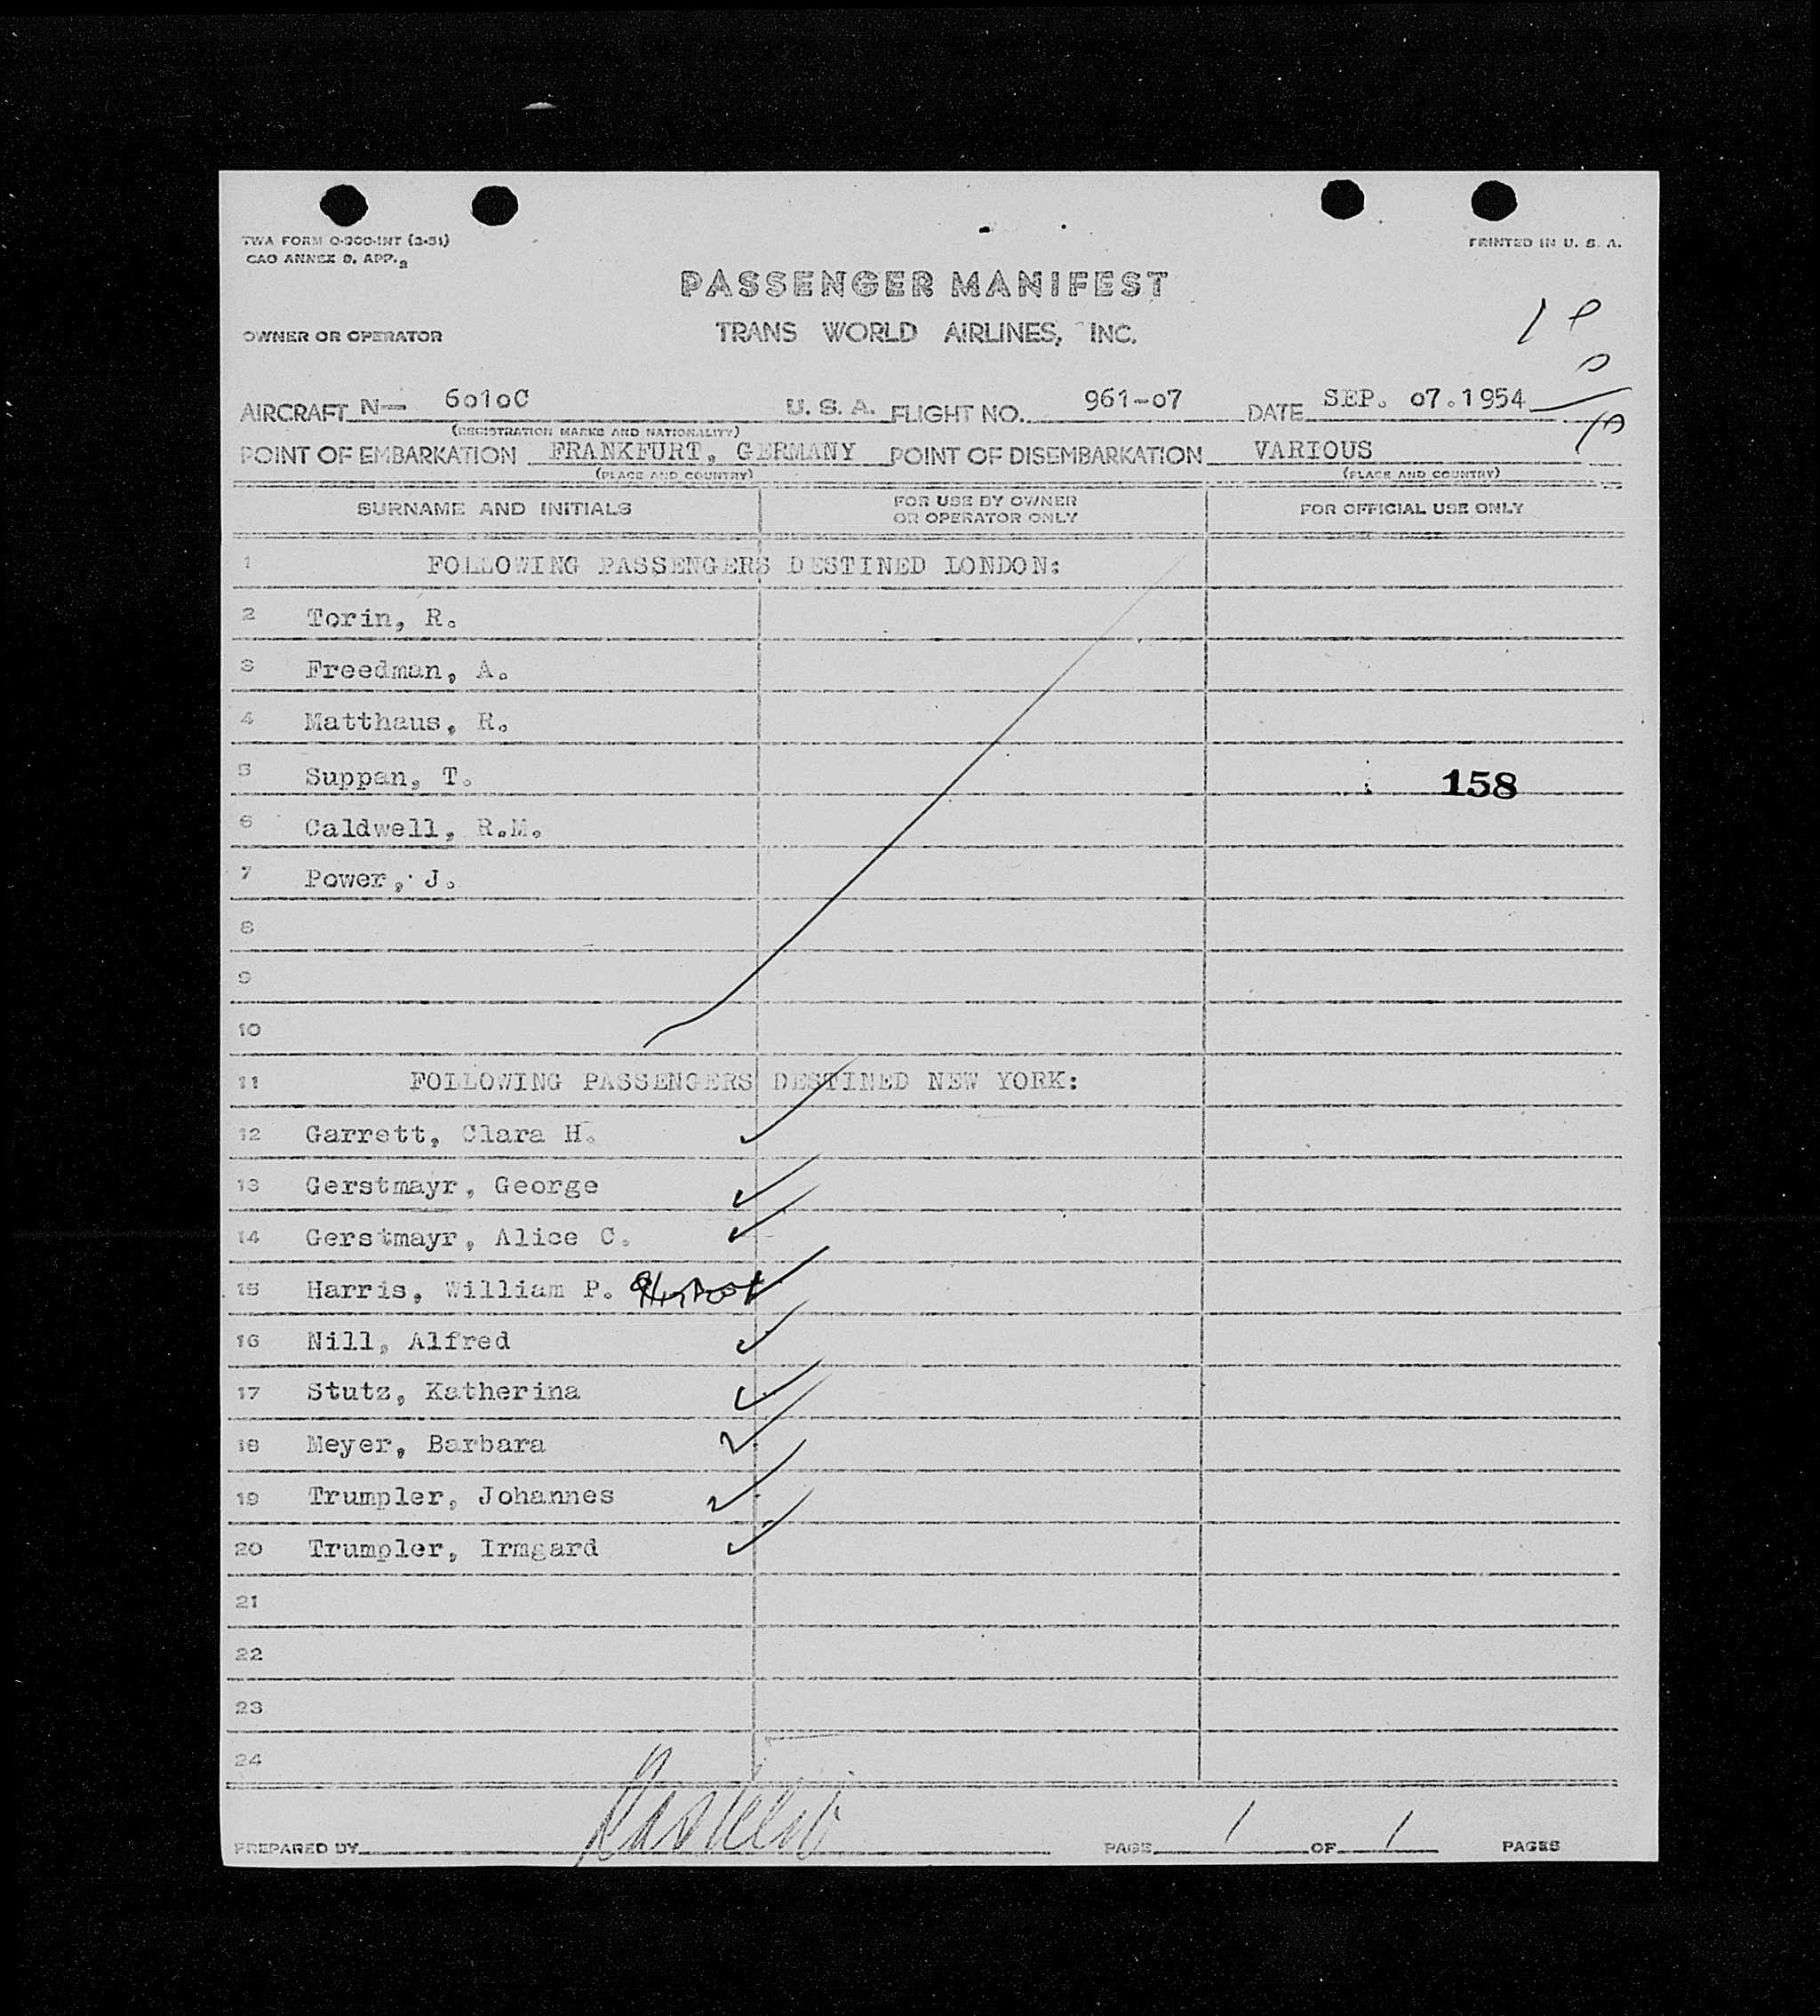 TWA FORM O-900-INT (3-51)
CAO ANNEX 9, APP. 2
PRINTED IN U. S. A.
PASSENGER MANIFEST
OWNER OR OPERATOR TRANS WORLD AIRLINES, INC.
AIRCRAFT N— 6010C U. S. A. FLIGHT NO. 961-07 DATE SEP. 07.1954
(REGISTRATION MARKS AND NATIONALITY)
POINT OF EMBARKATION FRANKFURT, GERMANY POINT OF DISEMBARKATION VARIOUS
(PLACE AND COUNTRY) (PLACE AND COUNTRY)
SURNAME AND INITIALS FOR USE BY OWNER OR OPERATOR ONLY FOR OFFICIAL USE ONLY
1 FOLLOWING PASSENGERS DESTINED LONDON:
2 Torin, R.
3 Freedman, A.
4 Matthaus, R.
5 Suppan, T. 158
6 Caldwell, R.M.
7 Power, J.
8
9
10
11 FOLLOWING PASSENGERS DESTINED NEW YORK:
12 Garrett, Clara H.
13 Gerstmayr, George
14 Gerstmayr, Alice C.
15 Harris, William P.
16 Nill, Alfred
17 Stutz, Katherina
18 Meyer, Barbara
19 Trumpler, Johannes
20 Trumpler, Irmgard
21
22
23
24
PREPARED BY PAGE 1 OF 1 PAGES